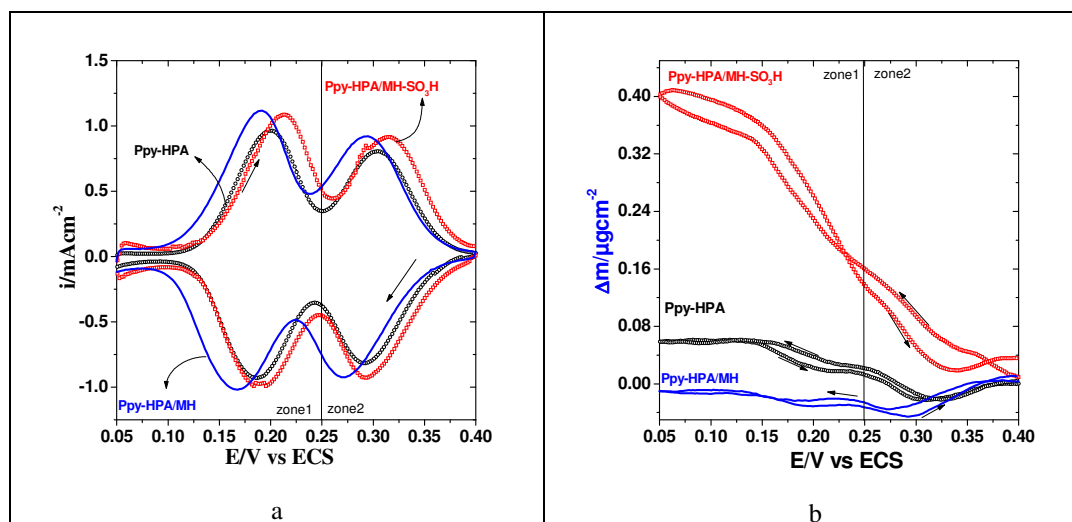 1.5
1.0
0.5
0.0
-0.5
-1.0
i/mAcm⁻²
Ppy-HPA/MH-SO₃H
Ppy-HPA
Ppy-HPA/MH
zone1
zone2
0.05 0.10 0.15 0.20 0.25 0.30 0.35 0.40
E/V vs ECS
a
Ppy-HPA/MH-SO₃H
zone1
zone2
0.40
0.32
0.24
0.16
0.08
0.00
Δm/µgcm⁻²
Ppy-HPA
Ppy-HPA/MH
0.05 0.10 0.15 0.20 0.25 0.30 0.35 0.40
E/V vs ECS
b